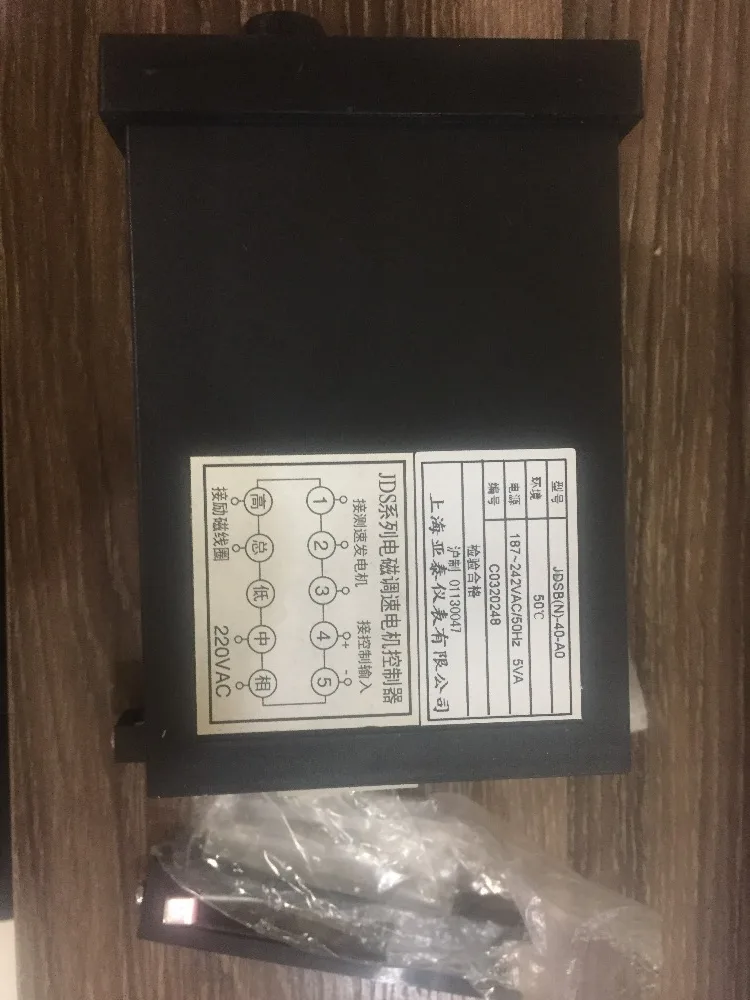 型号 JDSB(N)-40-A0
环境 50℃
电源 187~242VAC/50Hz 5VA
编号 C0320248
检验合格
沪制 01130047
上海亚泰仪表有限公司
JDS系列电磁调速电机控制器
接测速发电机 接控制输入
+ -
1 2 3 4 5
高 总 低 中 相
接励磁线圈 220VAC